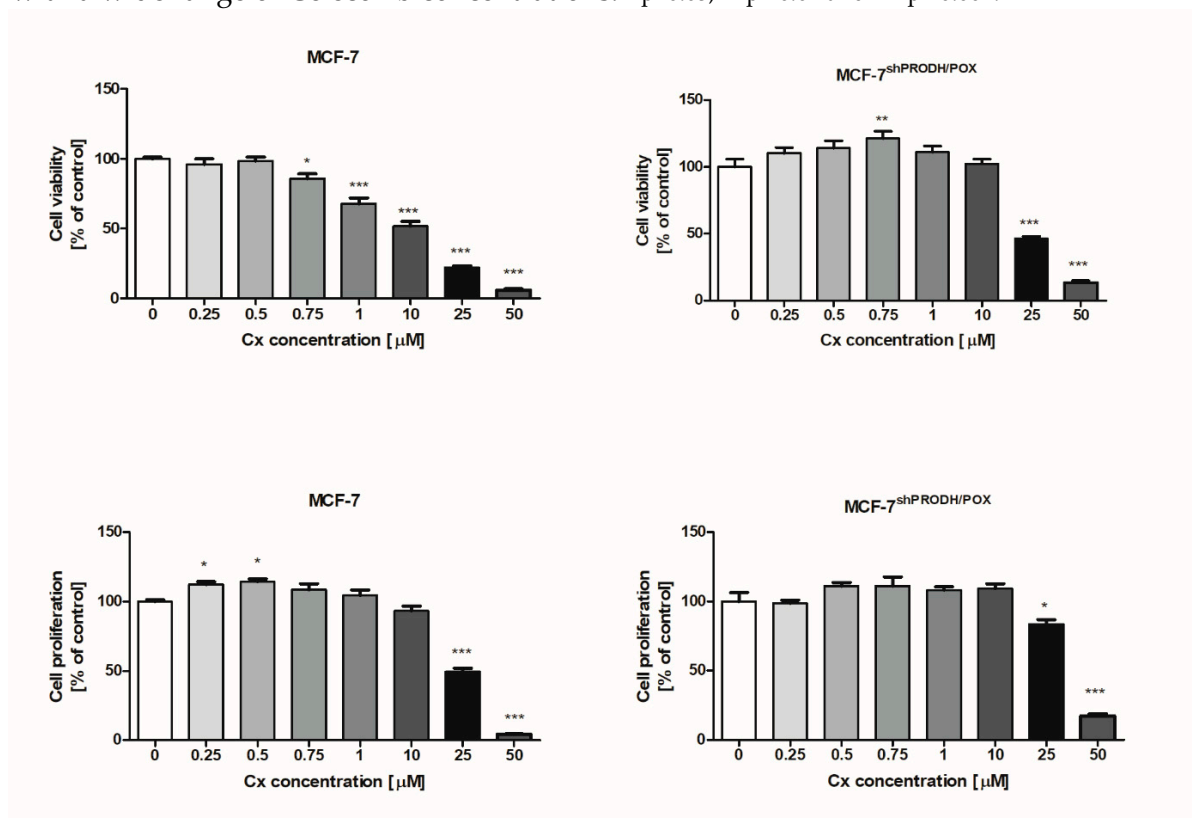 MCF-7
150
100
50
0
Cell viability
[% of control]
*
***
***
***
***
0 0.25 0.5 0.75 1 10 25 50
Cx concentration [ μM]
MCF-7shPRODH/POX
150
100
50
0
Cell viability
[% of control]
**
***
***
0 0.25 0.5 0.75 1 10 25 50
Cx concentration [ μM]
MCF-7
150
100
50
0
Cell proliferation
[% of control]
*
*
***
***
0 0.25 0.5 0.75 1 10 25 50
Cx concentration [ μM]
MCF-7shPRODH/POX
150
100
50
0
Cell proliferation
[% of control]
*
***
0 0.25 0.5 0.75 1 10 25 50
Cx concentration [ μM]